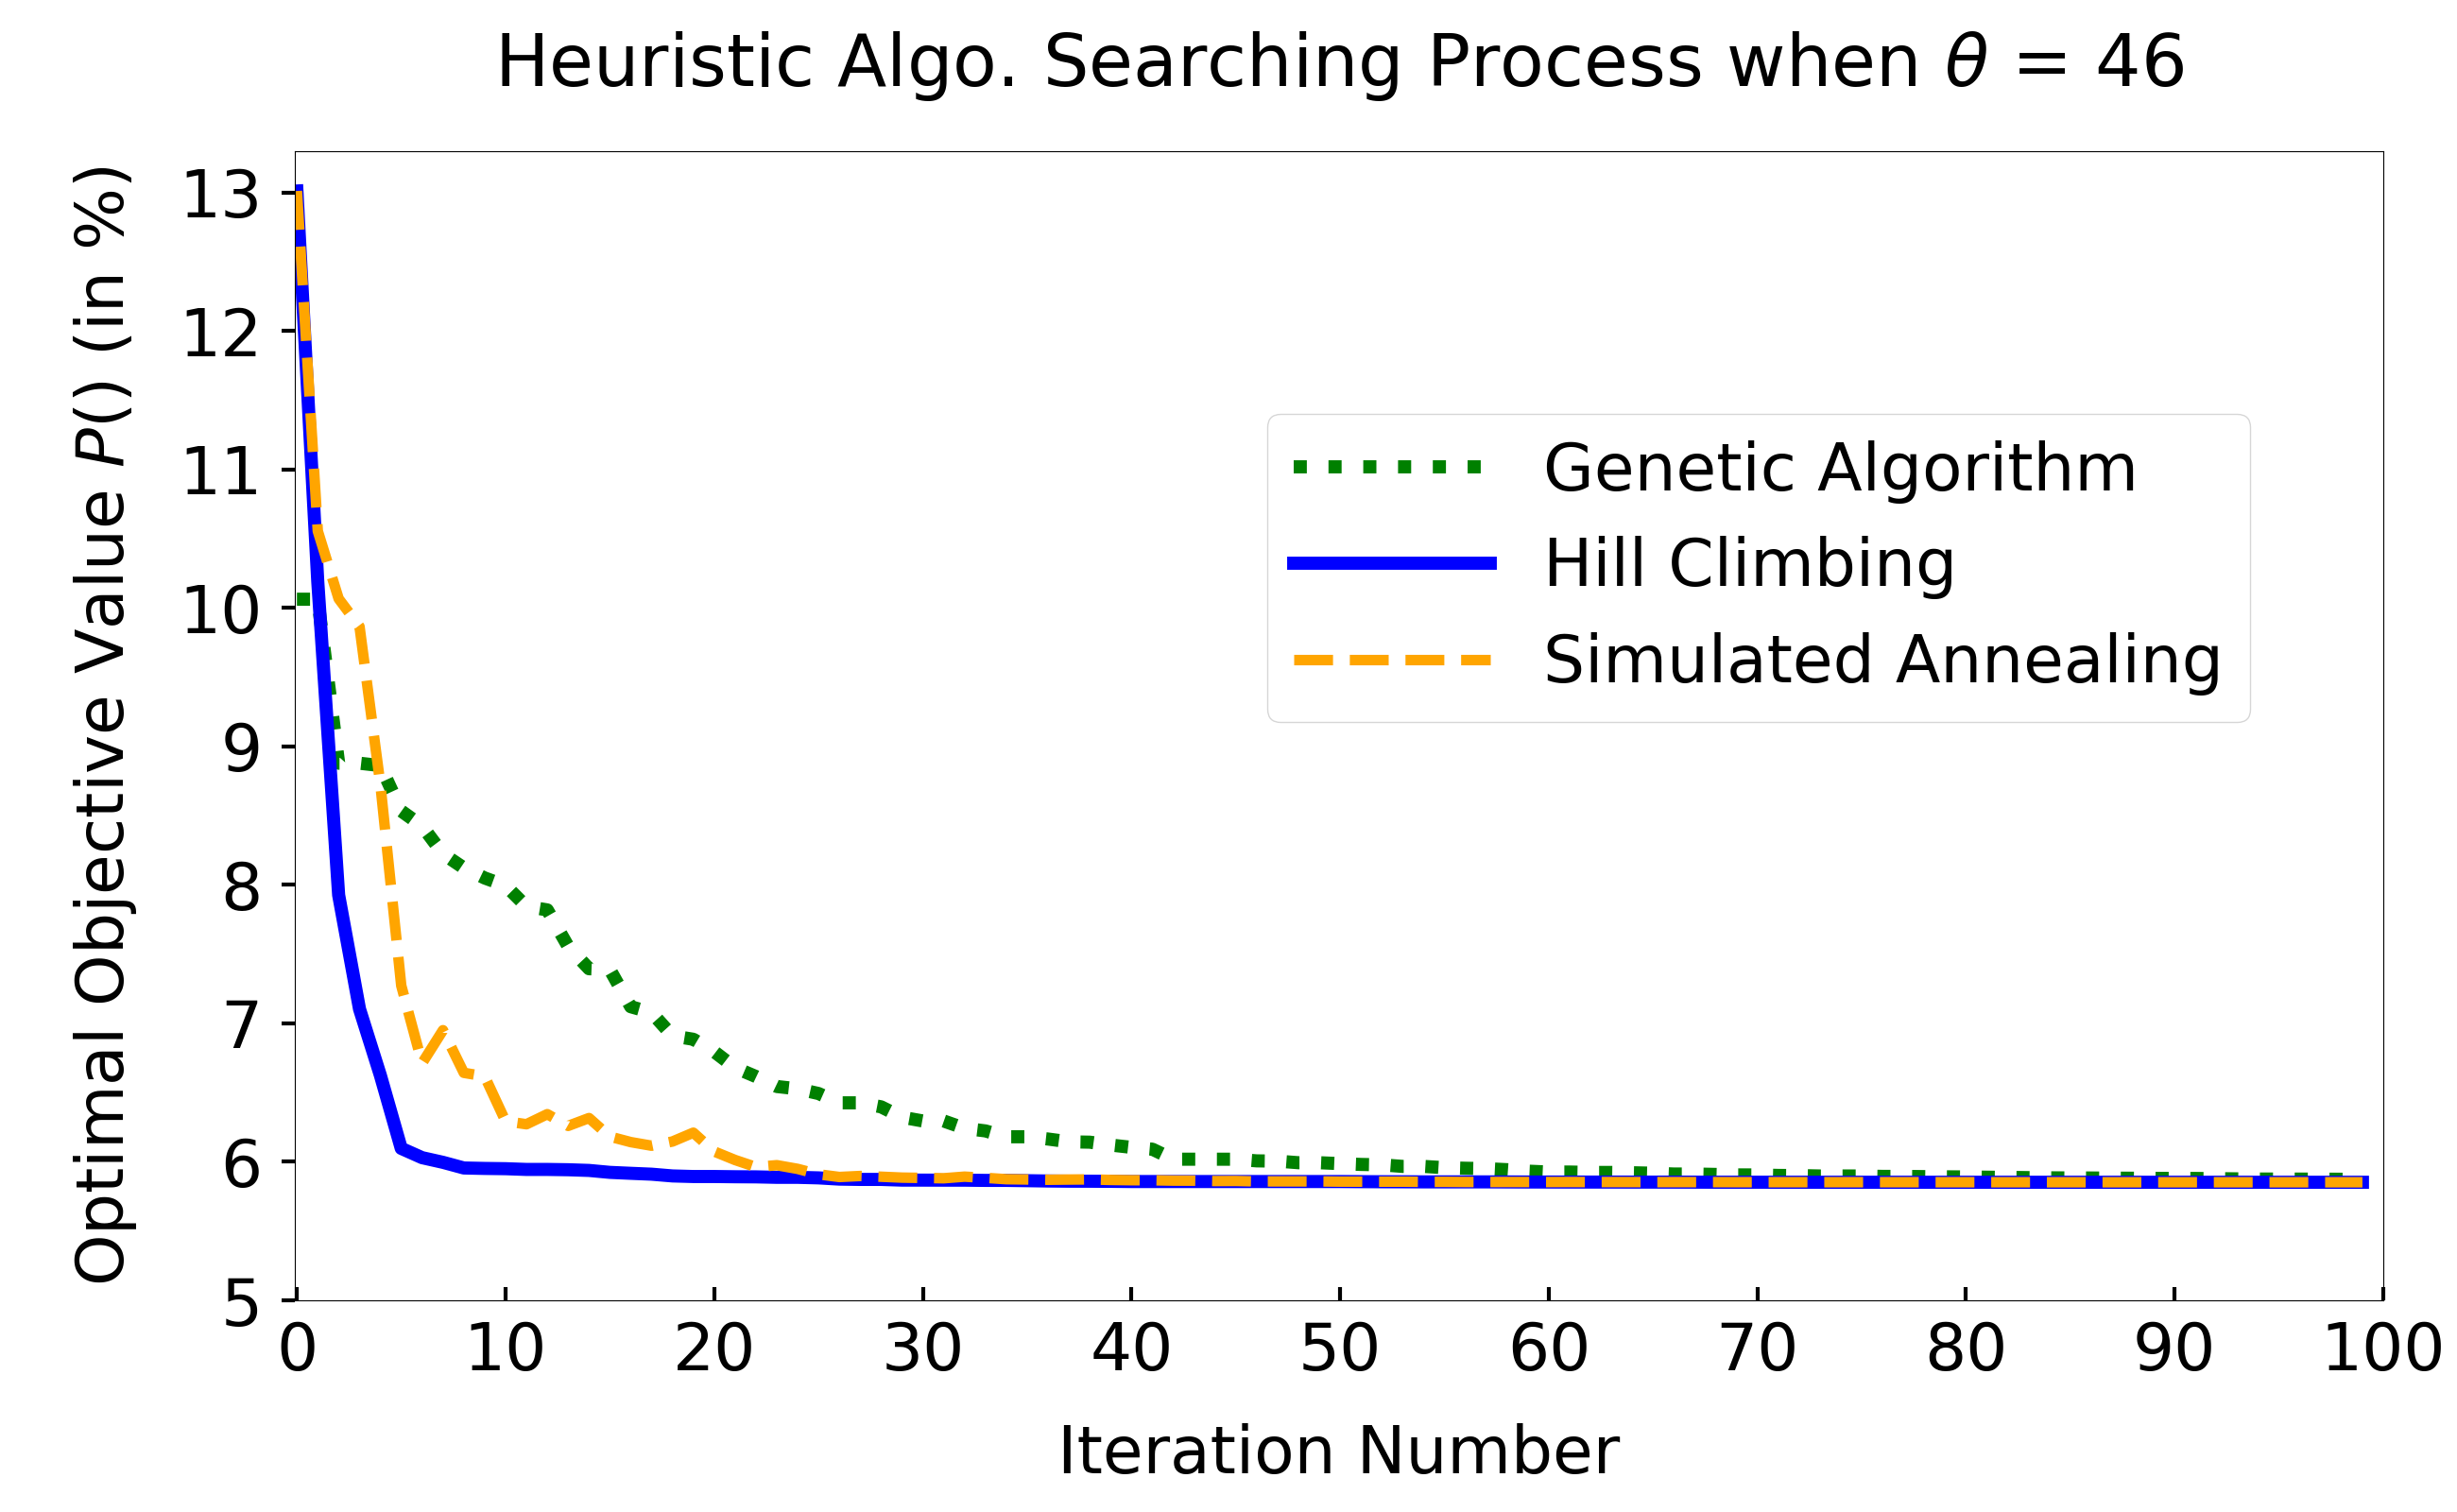 Heuristic Algo. Searching Process when θ = 46
Optimal Objective Value P() (in %)
13
12
11
10
9
8
7
6
5
0 10 20 30 40 50 60 70 80 90 100
Iteration Number
Genetic Algorithm
Hill Climbing
Simulated Annealing